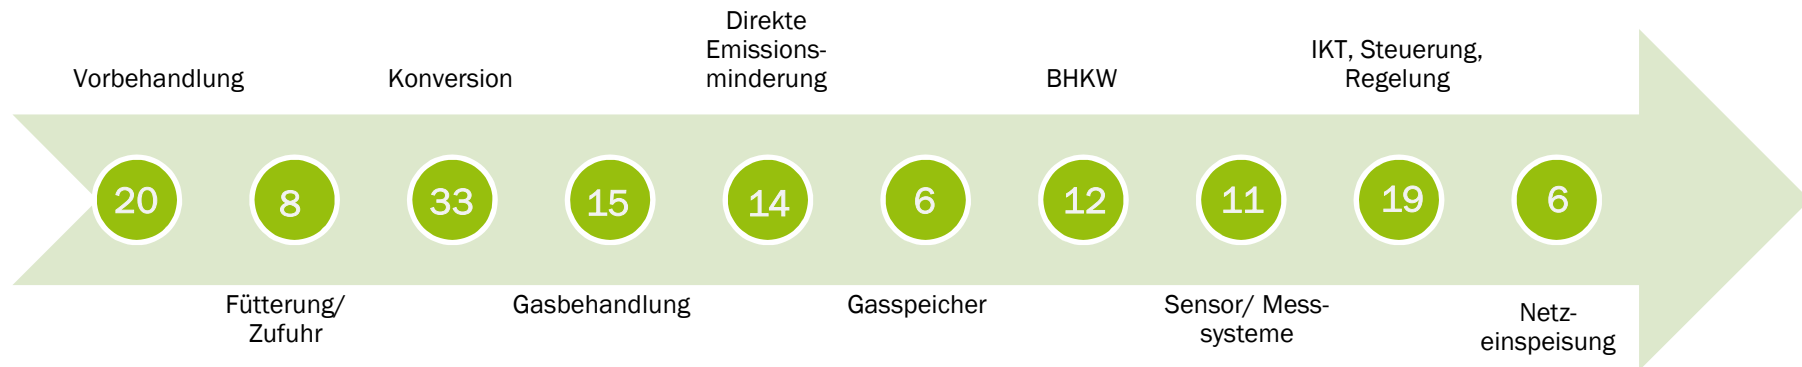 Vorbehandlung
Konversion
Direkte
Emissions-
minderung
BHKW
IKT, Steuerung,
Regelung
20
8
33
15
14
6
12
11
19
6
Fütterung/
Zufuhr
Gasbehandlung
Gasspeicher
Sensor/ Mess-
systeme
Netz-
einspeisung